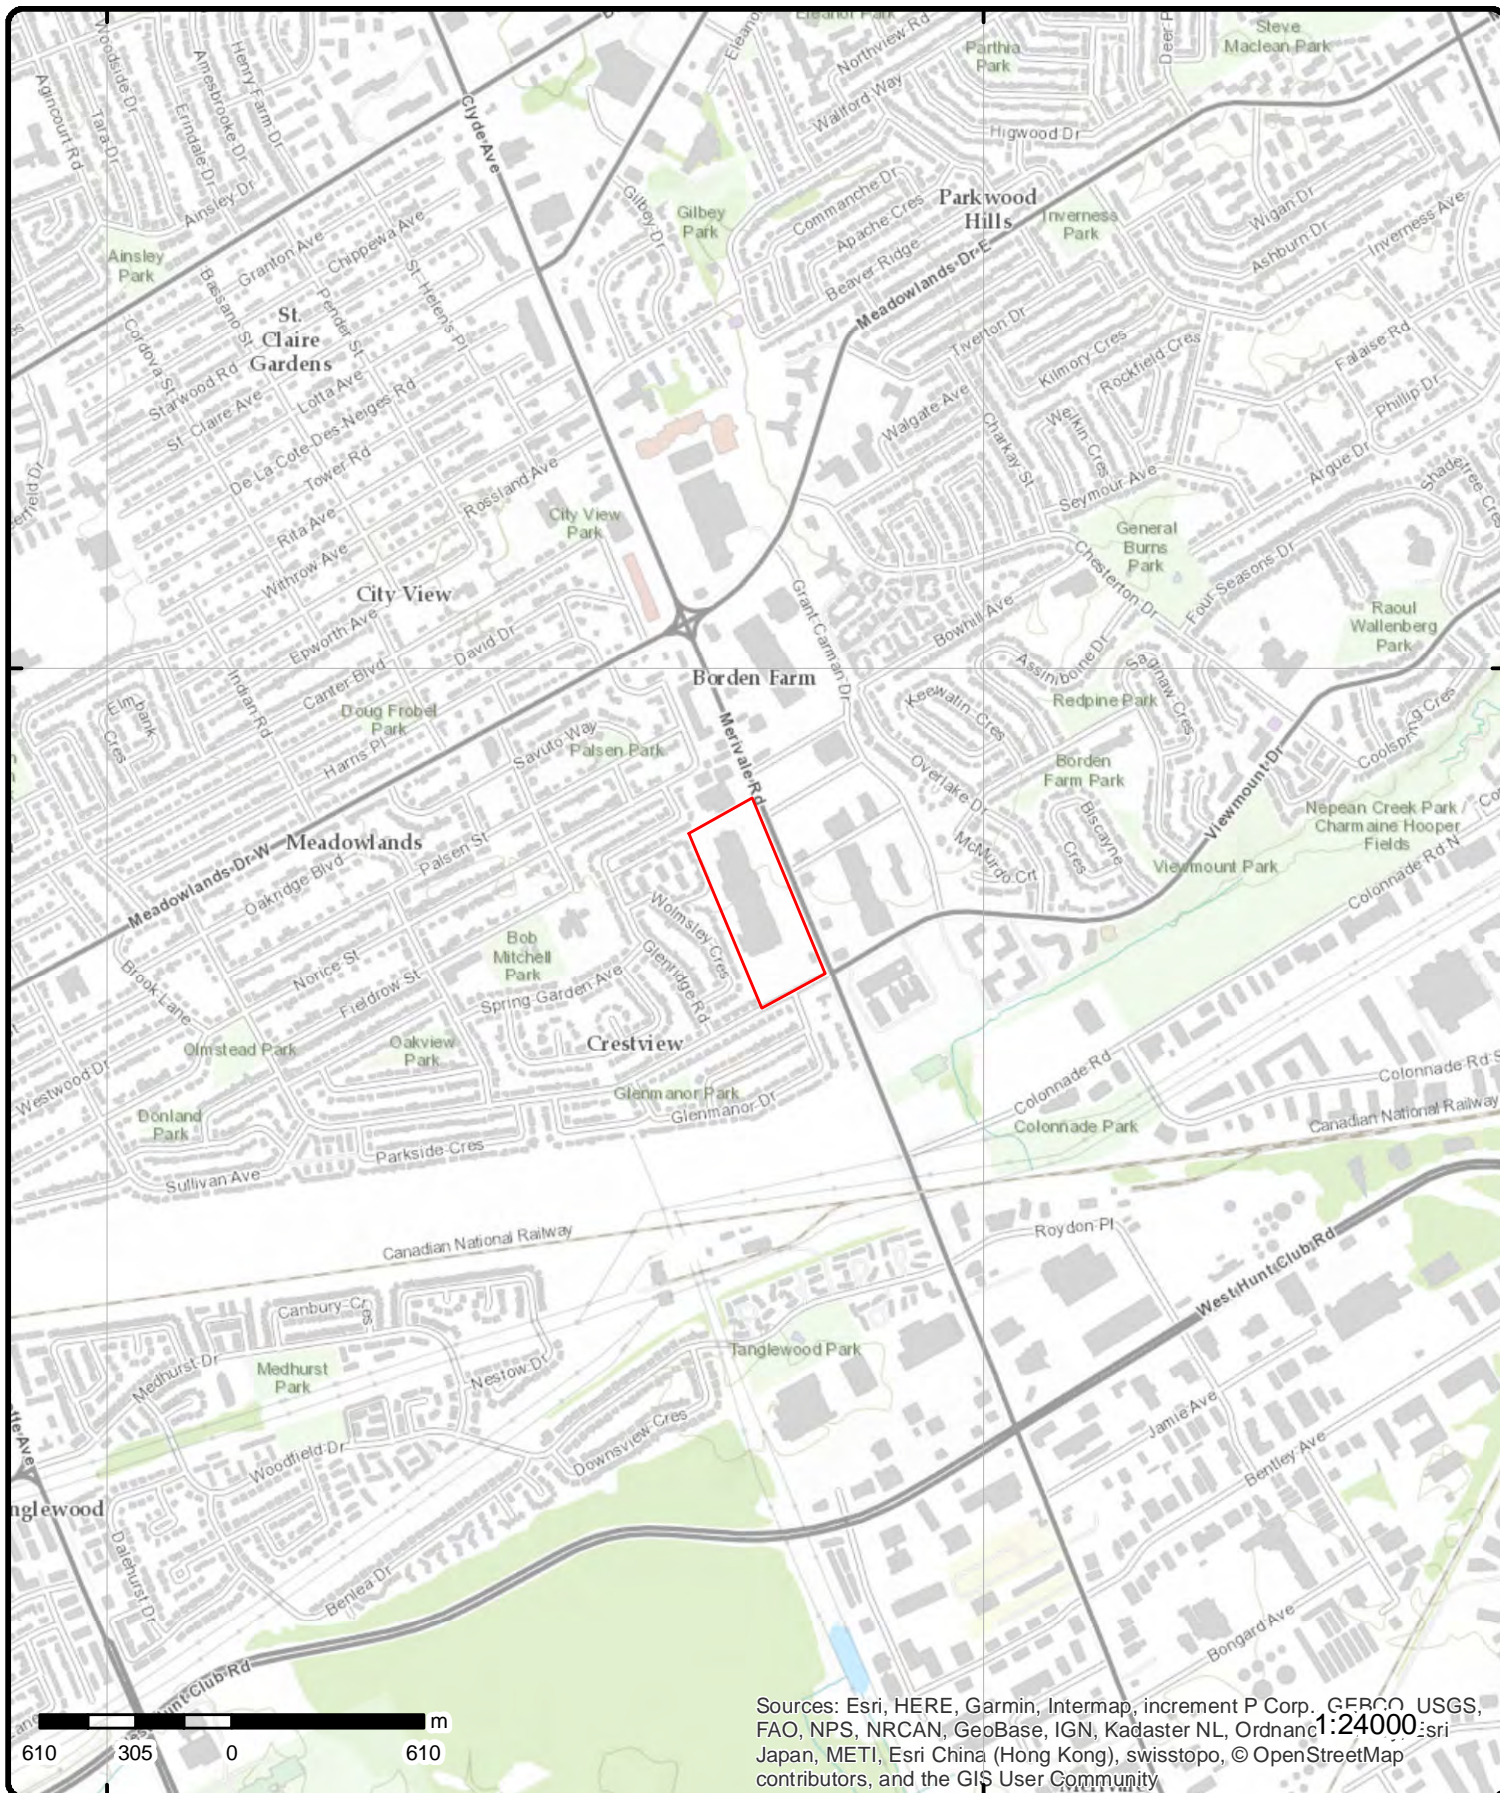 Eleanor Park
Steve
Maclean Park
Northview Rd
Parthia
Park
Woodside Dr
Henry Farm Dr
Amesbrooke Dr
Agincourt Rd
Erindale Dr
Tara Dr
Clyde Ave
Wallford Way
Higwood Dr
Ainsley Dr
Gilbey Dr
Gilbey
Park
Commanche Dr
Apache Cres
Parkwood
Hills
Inverness
Park
Wigan Dr
Inverness Ave
Ashburn Dr
Ainsley
Park
Granton Ave
Chippewa Ave
Beaver Ridge
Meadowlands Dr E
Bassano St
Pender St
St. Helen's Pl
St.
Claire
Gardens
Cordova St
Tiverton Dr
Falaise Rd
Kilmory Cres
Rockfield Cres
Starwood Rd
St. Claire Ave
Lotta Ave
De La Cote-Des-Neiges Rd
Phillip Dr
Walgate Ave
Welkin Cres
Charkay St
Tower Rd
Rossland Ave
Argue Dr
Seymour Ave
City View
Park
Rita Ave
General
Burns
Park
Withrow Ave
Chesterton Dr
Four Seasons Dr
City View
Grant Carman Dr
Bowhill Ave
Raoul
Wallenberg
Park
Epworth Ave
David Dr
Canter Blvd
Indian Rd
Borden Farm
Assiniboine Dr
Saginaw Cres
Keewatin Cres
Redpine Park
Elmbank
Cres
Doug Frobel
Park
Harris Pl
Savuto Way
Palsen Park
Merivale Rd
Coolspring Cres
Viewmount Dr
Borden
Farm Park
Overlake Dr
Biscayne
Cres
Nepean Creek Park /
Charmaine Hooper
Fields
Meadowlands
Meadowlands Dr W
Oakridge Blvd
Palsen St
McMurdo Crt
Viewmount Park
Colonnade Rd N
Wolmsley Cres
Bob
Mitchell
Park
Glenridge Rd
Brook Lane
Norice St
Fieldrow St
Spring Garden Ave
Olmstead Park
Oakview
Park
Crestview
Westwood Dr
Colonnade Rd
Colonnade Rd S
Glenmanor Park
Glenmanor Dr
Donland
Park
Colonnade Park
Canadian National Railway
Parkside Cres
Sullivan Ave
Canadian National Railway
Roydon Pl
West Hunt Club Rd
Canbury Cres
Tanglewood Park
Medhurst Dr
Medhurst
Park
Nestow Dr
Jamie Ave
Downsview Cres
Woodfield Dr
Bentley Ave
nglewood
Dalehurst Dr
Benlea Dr
Bongard Ave
unt Club Rd
m
610 305 0 610
Sources: Esri, HERE, Garmin, Intermap, increment P Corp., GEBCO, USGS,
FAO, NPS, NRCAN, GeoBase, IGN, Kadaster NL, Ordnanc
1:24000
Esri
Japan, METI, Esri China (Hong Kong), swisstopo, © OpenStreetMap
contributors, and the GIS User Community